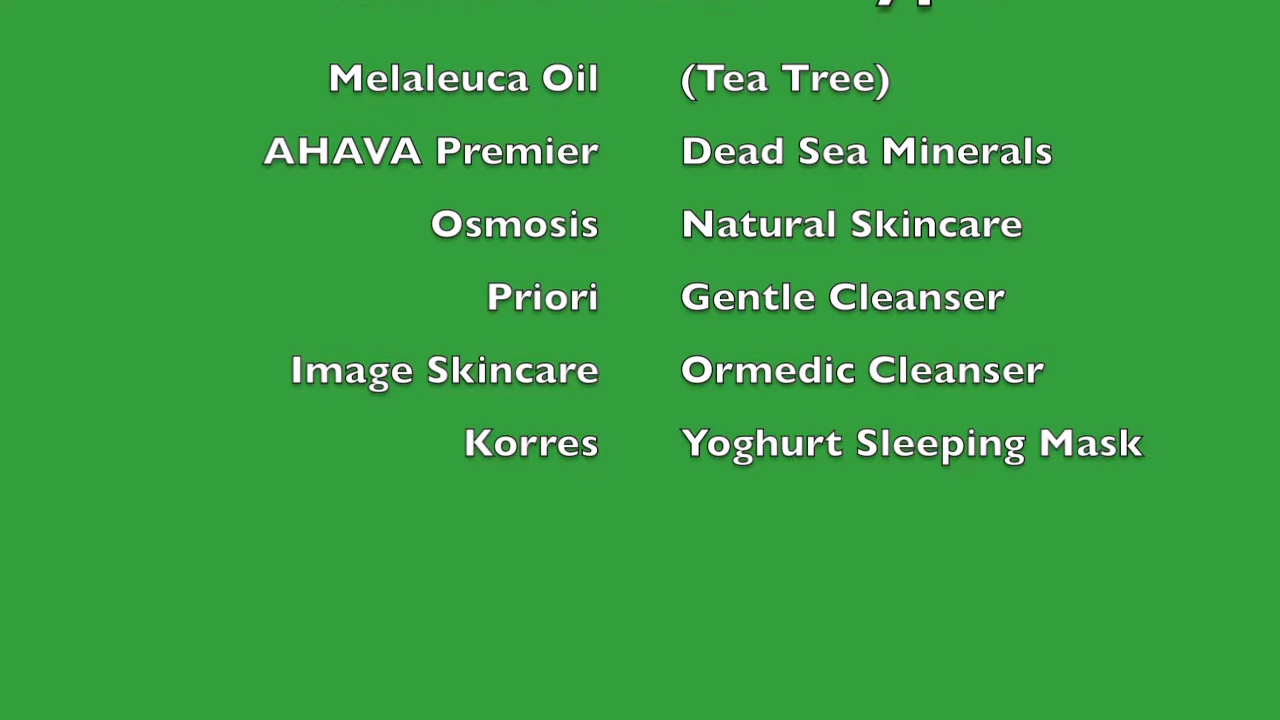 Melaleuca Oil (Tea Tree)
AHAVA Premier Dead Sea Minerals
Osmosis Natural Skincare
Priori Gentle Cleanser
Image Skincare Ormedic Cleanser
Korres Yoghurt Sleeping Mask